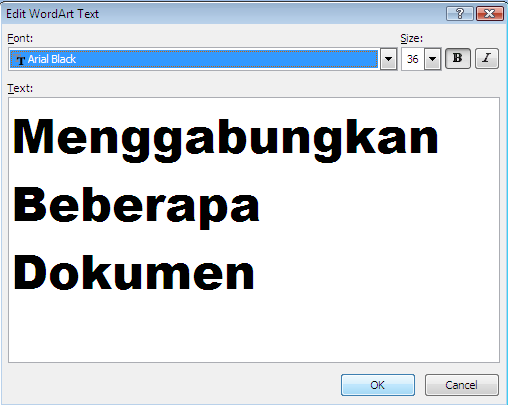 Edit WordArt Text
Font: Size:
Arial Black 36 B I
Text:
Menggabungkan
Beberapa
Dokumen
OK Cancel